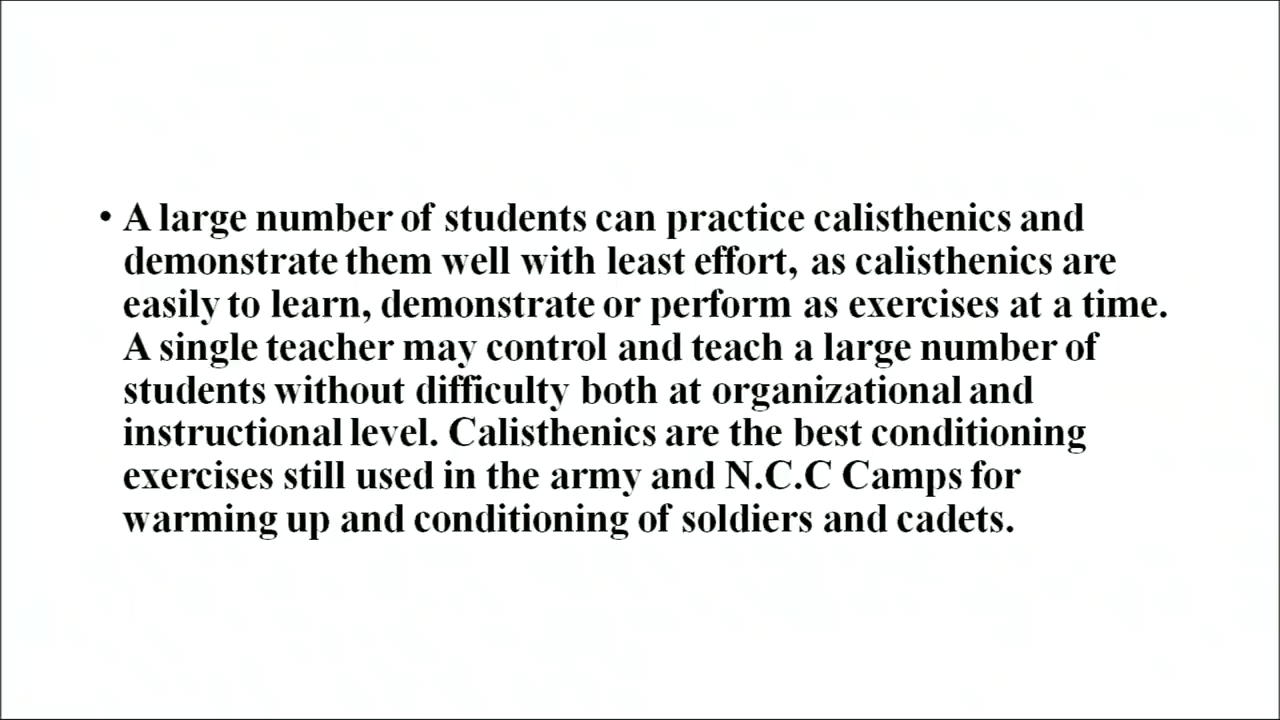 • A large number of students can practice calisthenics and
demonstrate them well with least effort, as calisthenics are
easily to learn, demonstrate or perform as exercises at a time.
A single teacher may control and teach a large number of
students without difficulty both at organizational and
instructional level. Calisthenics are the best conditioning
exercises still used in the army and N.C.C Camps for
warming up and conditioning of soldiers and cadets.